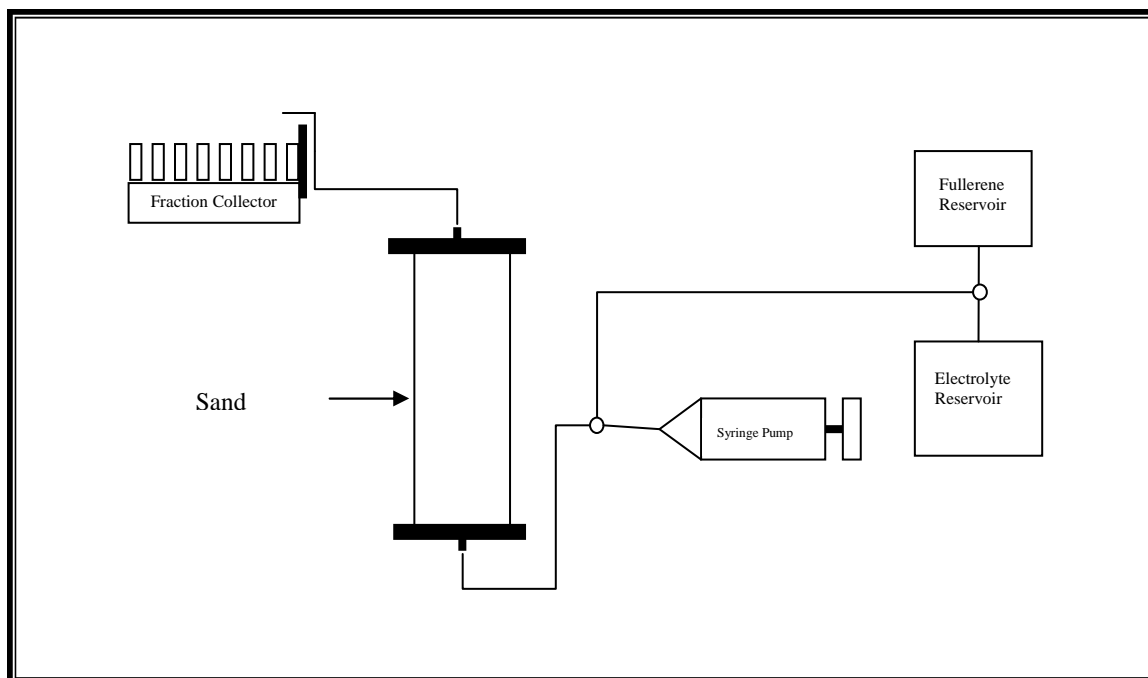 Fraction Collector
Fullerene
Reservoir
Sand
Electrolyte
Reservoir
Syringe Pump